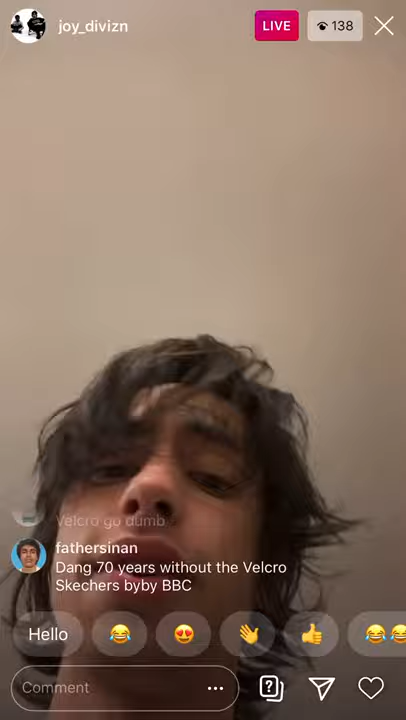 joy_divizn
LIVE
138
Velcro go dumb
fathersinan
Dang 70 years without the Velcro
Skechers byby BBC
Hello
Comment